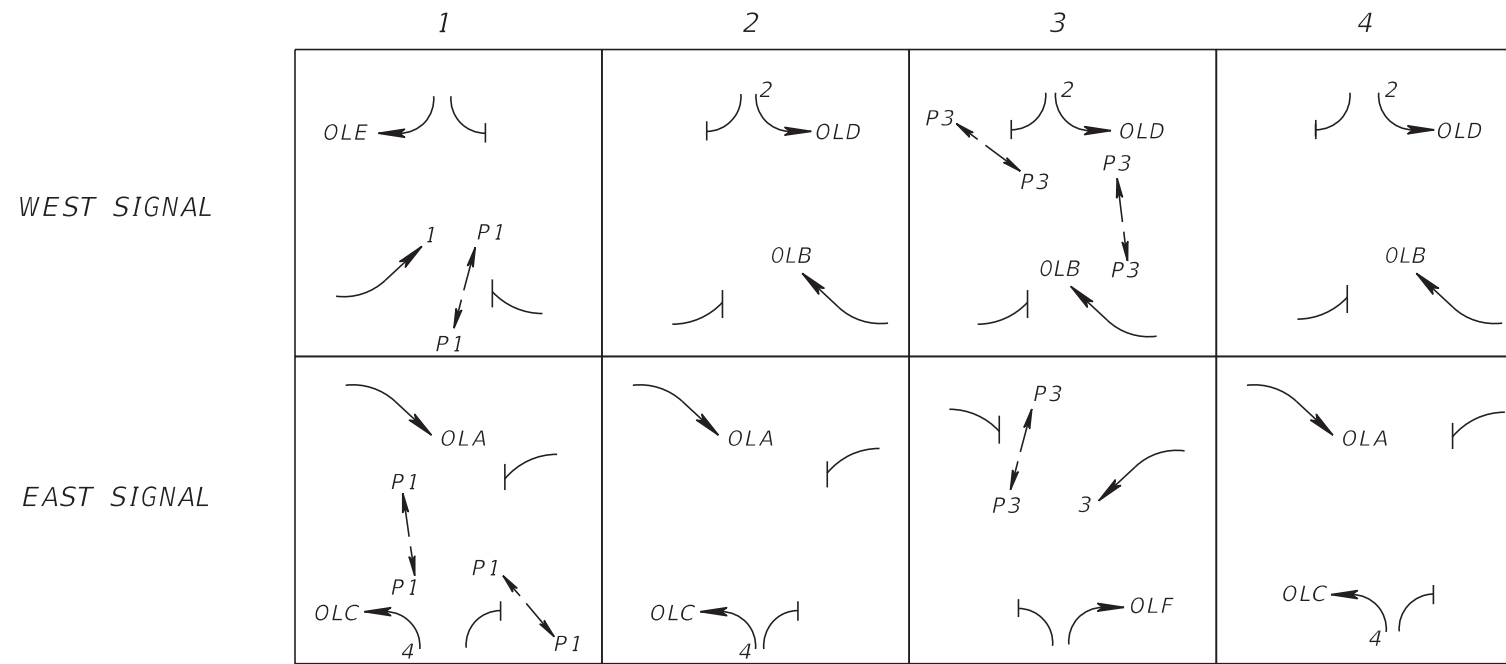 1 2 3 4
WEST SIGNAL
2 2 2
OLE OLD P3 OLD OLD
P3
P3
1 P1 OLB OLB P3 OLB
P1
EAST SIGNAL
OLA OLA P3 OLA
P1 P3 3
P1 P1 OLC
OLC OLC OLF
4 P1 4 4